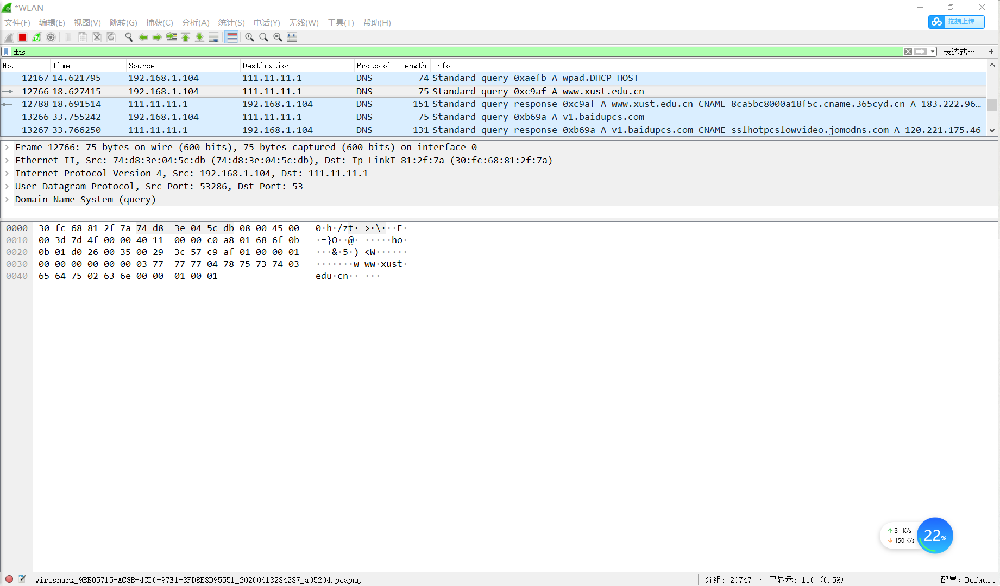 *WLAN
文件(F) 编辑(E) 视图(V) 跳转(G) 捕获(C) 分析(A) 统计(S) 电话(Y) 无线(W) 工具(T) 帮助(H)
拖拽上传
dns 表达式… +
No. Time Source Destination Protocol Length Info
12167 14.621795 192.168.1.104 111.11.11.1 DNS 74 Standard query 0xaefb A wpad.DHCP HOST
12766 18.627415 192.168.1.104 111.11.11.1 DNS 75 Standard query 0xc9af A www.xust.edu.cn
12788 18.691514 111.11.11.1 192.168.1.104 DNS 151 Standard query response 0xc9af A www.xust.edu.cn CNAME 8ca5bc8000a18f5c.cname.365cyd.cn A 183.222.96…
13266 33.755242 192.168.1.104 111.11.11.1 DNS 75 Standard query 0xb69a A v1.baidupcs.com
13267 33.766250 111.11.11.1 192.168.1.104 DNS 131 Standard query response 0xb69a A v1.baidupcs.com CNAME sslhotpcslowvideo.jomodns.com A 120.221.175.46
Frame 12766: 75 bytes on wire (600 bits), 75 bytes captured (600 bits) on interface 0
Ethernet II, Src: 74:d8:3e:04:5c:db (74:d8:3e:04:5c:db), Dst: Tp-LinkT_81:2f:7a (30:fc:68:81:2f:7a)
Internet Protocol Version 4, Src: 192.168.1.104, Dst: 111.11.11.1
User Datagram Protocol, Src Port: 53286, Dst Port: 53
Domain Name System (query)
0000 30 fc 68 81 2f 7a 74 d8 3e 04 5c db 08 00 45 00 0·h·/zt· >·\···E·
0010 00 3d 7d 4f 00 00 40 11 00 00 c0 a8 01 68 6f 0b ·=}O··@· ·····ho·
0020 0b 01 d0 26 00 35 00 29 3c 57 c9 af 01 00 00 01 ···&·5·) <W······
0030 00 00 00 00 00 00 03 77 77 77 04 78 75 73 74 03 ·······w ww·xust·
0040 65 64 75 02 63 6e 00 00 01 00 01 edu·cn·· ···
3 K/s
150 K/s
22%
wireshark_9BB05715-AC8B-4CD0-97E1-3FD8E3D95551_20200613234237_a05204.pcapng 分组: 20747 · 已显示: 110 (0.5%) 配置: Default